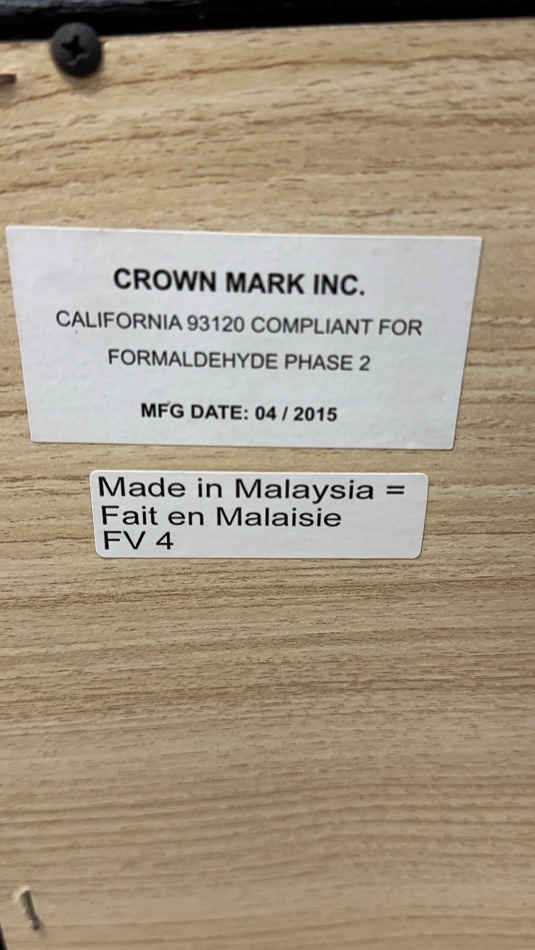 CROWN MARK INC.
CALIFORNIA 93120 COMPLIANT FOR
FORMALDEHYDE PHASE 2
MFG DATE: 04 / 2015
Made in Malaysia =
Fait en Malaisie
FV 4